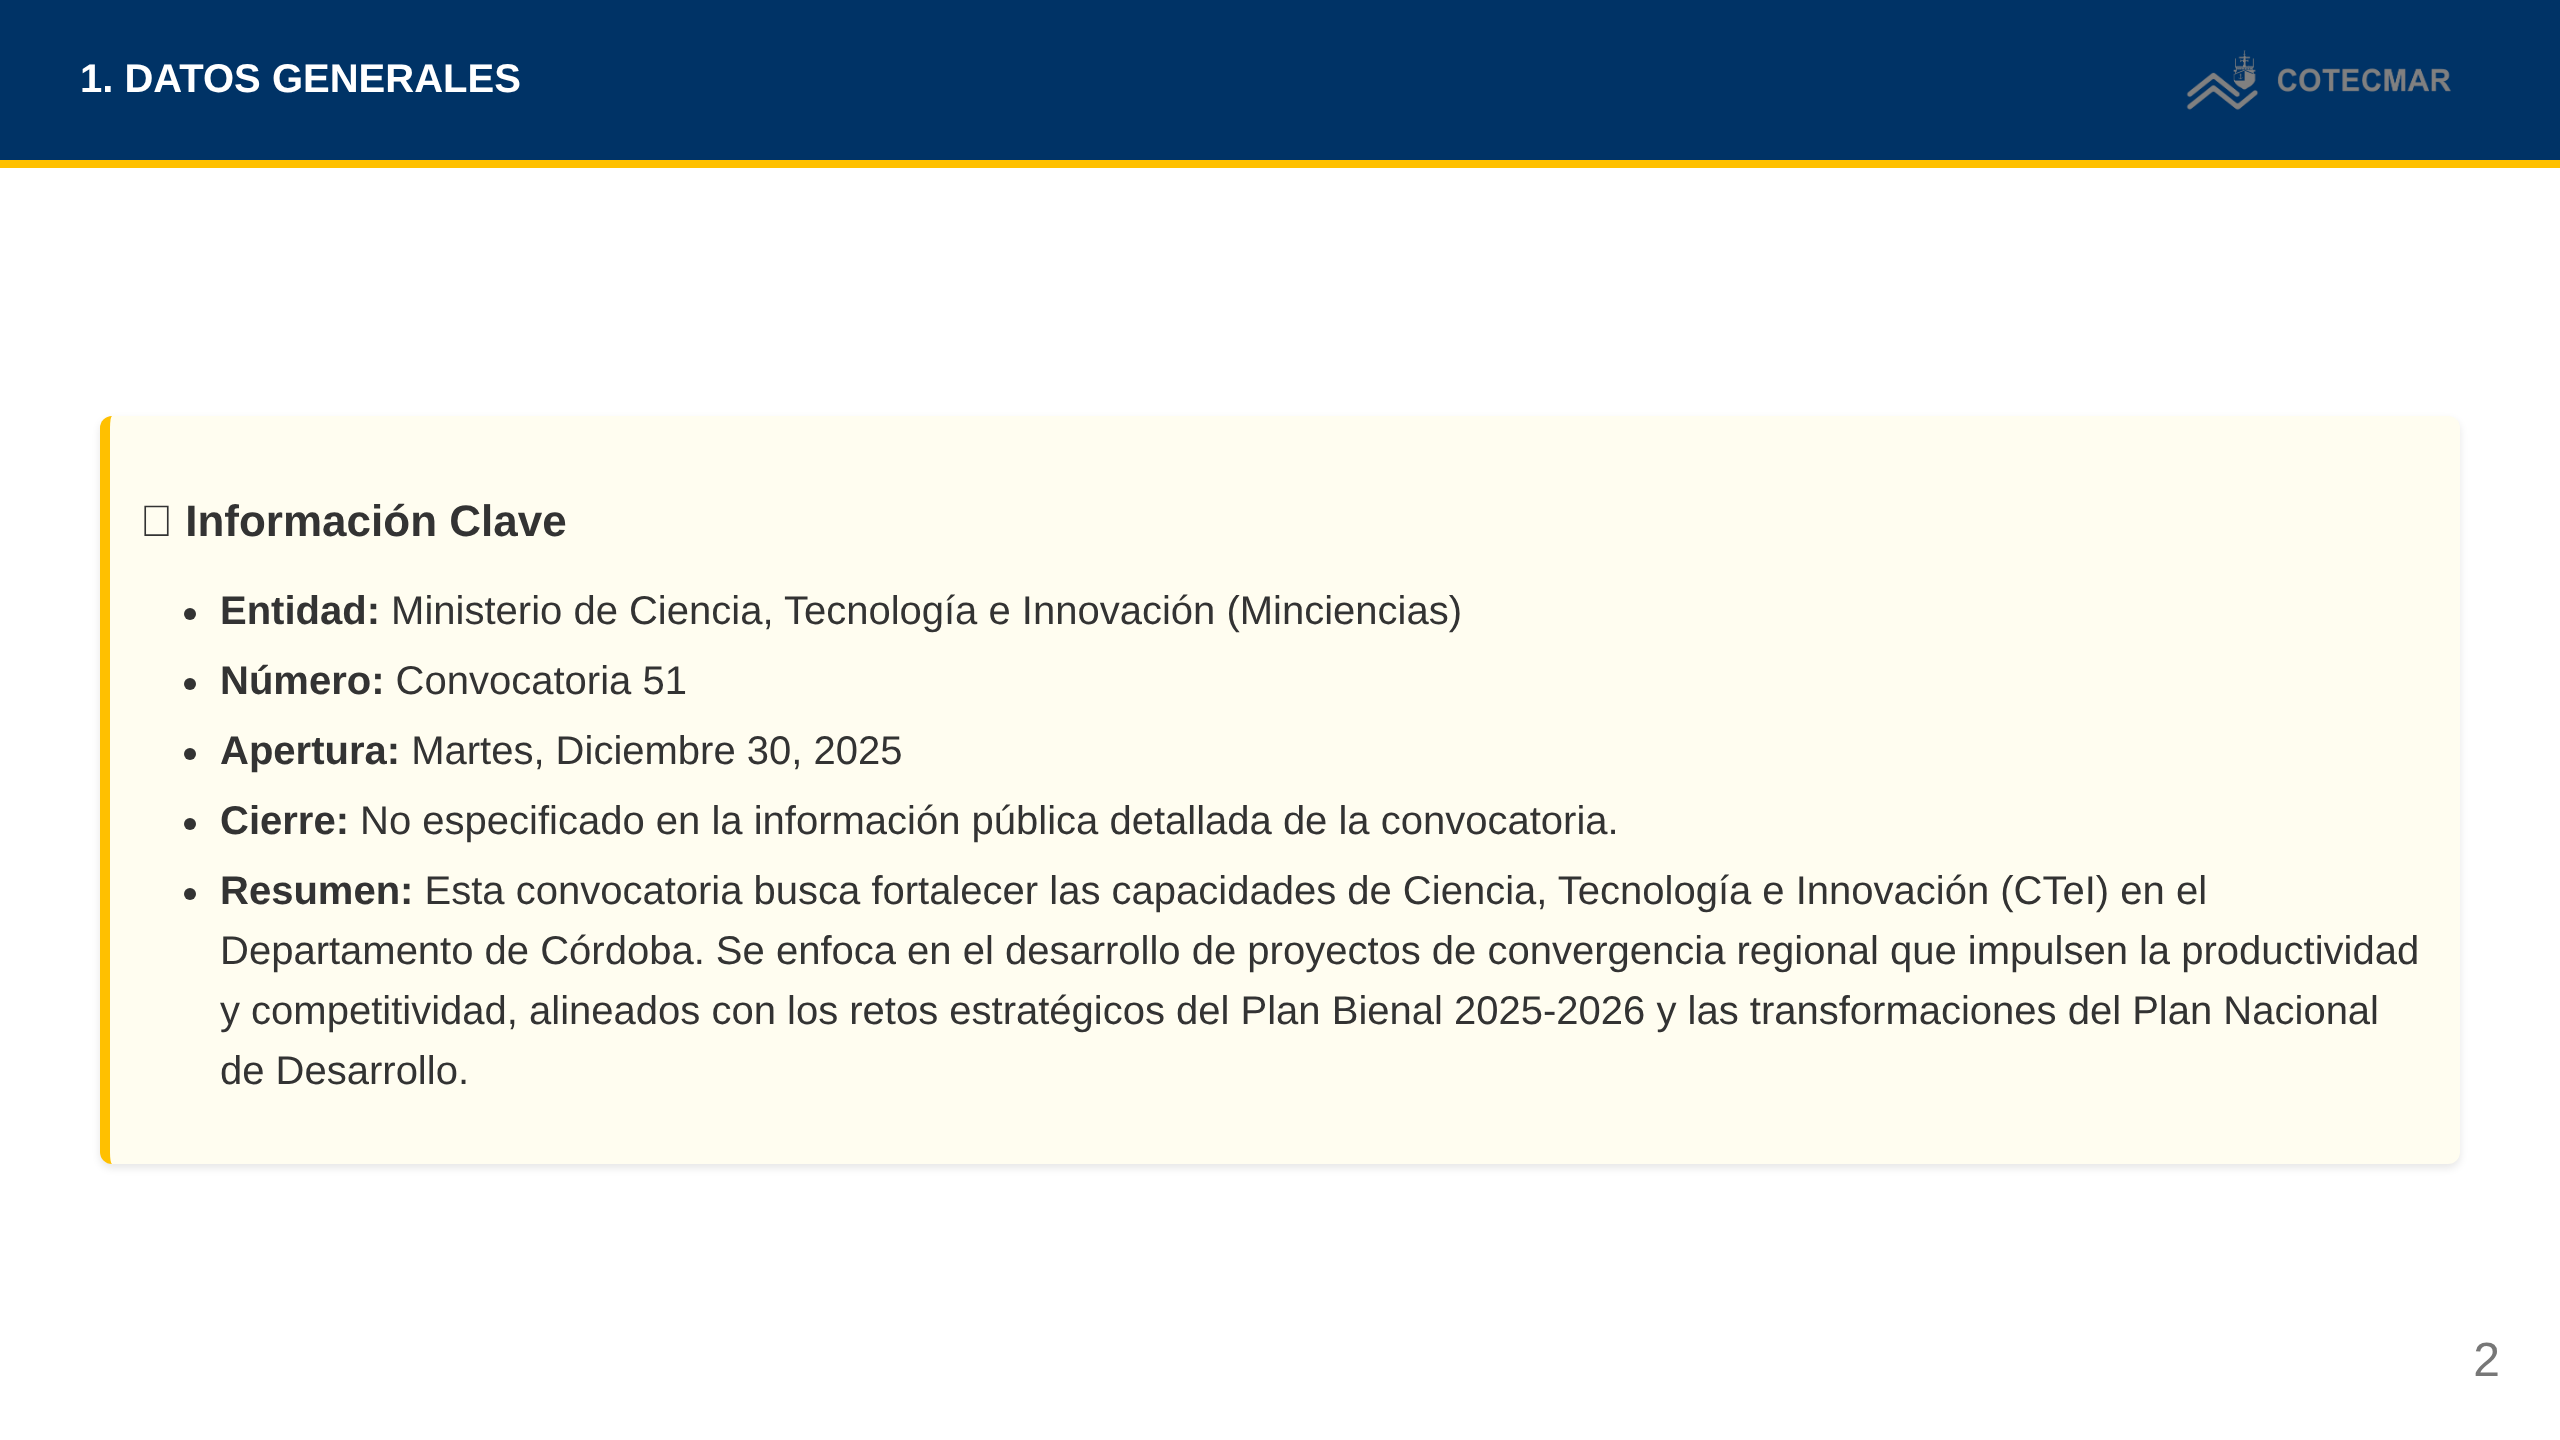 1. DATOS GENERALES
COTECMAR
Información Clave
• Entidad: Ministerio de Ciencia, Tecnología e Innovación (Minciencias)
• Número: Convocatoria 51
• Apertura: Martes, Diciembre 30, 2025
• Cierre: No especificado en la información pública detallada de la convocatoria.
• Resumen: Esta convocatoria busca fortalecer las capacidades de Ciencia, Tecnología e Innovación (CTeI) en el
Departamento de Córdoba. Se enfoca en el desarrollo de proyectos de convergencia regional que impulsen la productividad
y competitividad, alineados con los retos estratégicos del Plan Bienal 2025-2026 y las transformaciones del Plan Nacional
de Desarrollo.
2